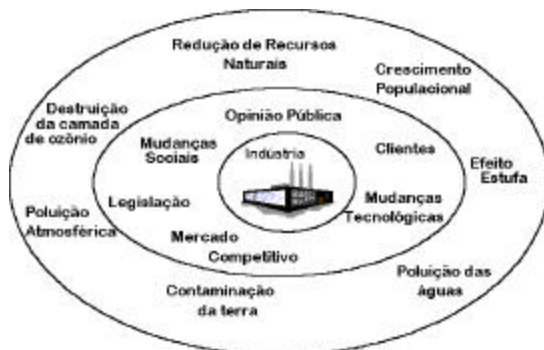 Redução de Recursos
Naturais
Crescimento
Populacional
Destruição
da camada
de ozônio
Opinião Pública
Mudanças
Sociais
Indústria
Clientes
Efeito
Estufa
Legislação
Mudanças
Tecnológicas
Poluição
Atmosférica
Mercado
Competitivo
Poluição das
águas
Contaminação
da terra